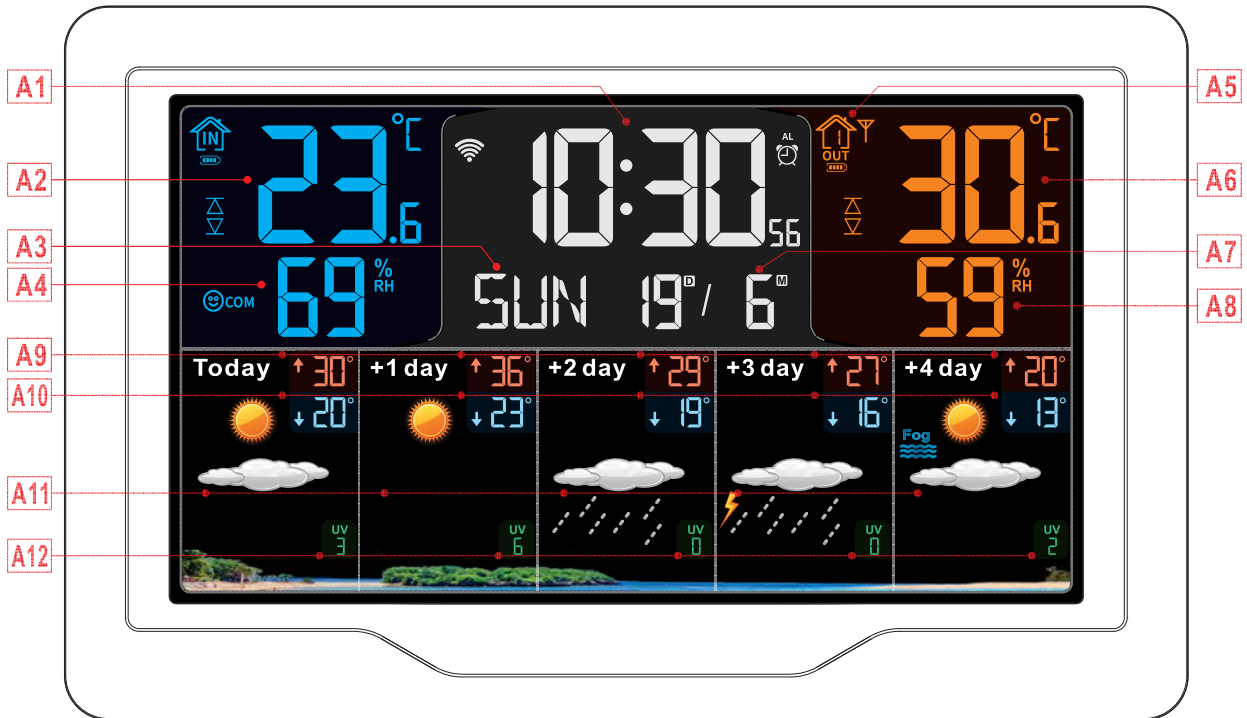 A1
A2
A3
A4
A5
A6
A7
A8
A9
A10
A11
A12
IN
23.6 °C
69 % RH
COM
10:30 56
AL
SUN 19 D / 6 M
1
OUT
30.6 °C
59 % RH
Today ↑ 30°
↓ 20°
UV
3
+1 day ↑ 36°
↓ 23°
UV
6
+2 day ↑ 29°
↓ 19°
UV
0
+3 day ↑ 27°
↓ 16°
UV
0
+4 day ↑ 20°
↓ 13°
Fog
UV
2